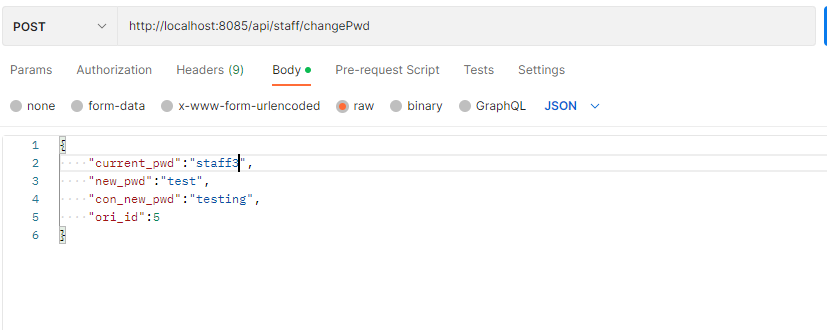 POST http://localhost:8085/api/staff/changePwd
Params Authorization Headers (9) Body Pre-request Script Tests Settings
none form-data x-www-form-urlencoded raw binary GraphQL JSON
1 {
2 "current_pwd":"staff3",
3 "new_pwd":"test",
4 "con_new_pwd":"testing",
5 "ori_id":5
6 }